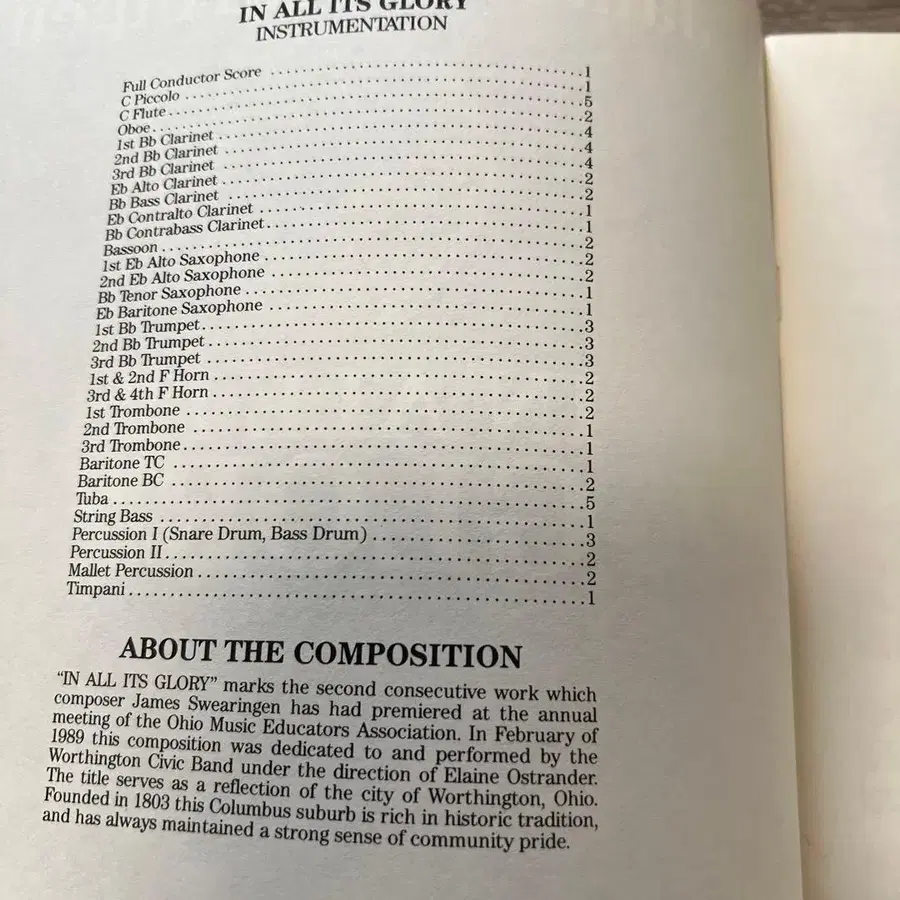 IN ALL ITS GLORY
INSTRUMENTATION
Full Conductor Score ........................................1
C Piccolo ........................................1
C Flute ........................................5
Oboe ........................................2
1st Bb Clarinet ........................................4
2nd Bb Clarinet ........................................4
3rd Bb Clarinet ........................................4
Eb Alto Clarinet ........................................2
Bb Bass Clarinet ........................................2
Eb Contralto Clarinet ........................................1
Bb Contrabass Clarinet ........................................1
Bassoon ........................................2
1st Eb Alto Saxophone ........................................2
2nd Eb Alto Saxophone ........................................2
Bb Tenor Saxophone ........................................1
Eb Baritone Saxophone ........................................1
1st Bb Trumpet ........................................3
2nd Bb Trumpet ........................................3
3rd Bb Trumpet ........................................3
1st & 2nd F Horn ........................................2
3rd & 4th F Horn ........................................2
1st Trombone ........................................2
2nd Trombone ........................................1
3rd Trombone ........................................1
Baritone TC ........................................1
Baritone BC ........................................2
Tuba ........................................5
String Bass ........................................1
Percussion I (Snare Drum, Bass Drum) ..........................3
Percussion II ........................................2
Mallet Percussion ........................................2
Timpani ........................................1
ABOUT THE COMPOSITION
“IN ALL ITS GLORY” marks the second consecutive work which
composer James Swearingen has had premiered at the annual
meeting of the Ohio Music Educators Association. In February of
1989 this composition was dedicated to and performed by the
Worthington Civic Band under the direction of Elaine Ostrander.
The title serves as a reflection of the city of Worthington, Ohio.
Founded in 1803 this Columbus suburb is rich in historic tradition,
and has always maintained a strong sense of community pride.